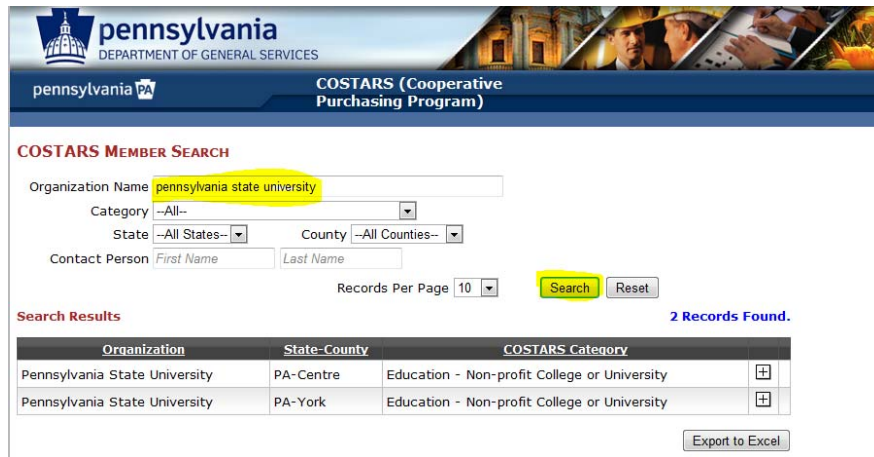 pennsylvania
DEPARTMENT OF GENERAL SERVICES
pennsylvania PA
COSTARS (Cooperative
Purchasing Program)
COSTARS MEMBER SEARCH
Organization Name pennsylvania state university
Category --All--
State --All States-- County --All Counties--
Contact Person First Name Last Name
Records Per Page 10 Search Reset
Search Results 2 Records Found.
Organization State-County COSTARS Category
Pennsylvania State University PA-Centre Education - Non-profit College or University
Pennsylvania State University PA-York Education - Non-profit College or University
Export to Excel